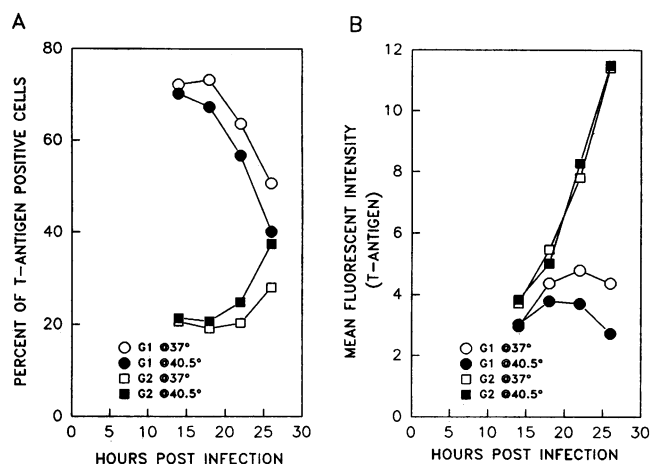 A
PERCENT OF T-ANTIGEN POSITIVE CELLS
80
60
40
20
0
0 5 10 15 20 25 30
HOURS POST INFECTION
G1 @37°
G1 @40.5°
G2 @37°
G2 @40.5°
B
MEAN FLUORESCENT INTENSITY
(T-ANTIGEN)
12
10
8
6
4
2
0
0 5 10 15 20 25 30
HOURS POST INFECTION
G1 @37°
G1 @40.5°
G2 @37°
G2 @40.5°